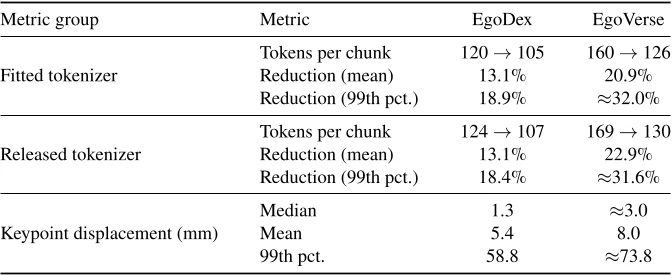 Metric group Metric EgoDex EgoVerse
Tokens per chunk 120 → 105 160 → 126
Fitted tokenizer Reduction (mean) 13.1% 20.9%
Reduction (99th pct.) 18.9% ≈32.0%
Tokens per chunk 124 → 107 169 → 130
Released tokenizer Reduction (mean) 13.1% 22.9%
Reduction (99th pct.) 18.4% ≈31.6%
Median 1.3 ≈3.0
Keypoint displacement (mm) Mean 5.4 8.0
99th pct. 58.8 ≈73.8